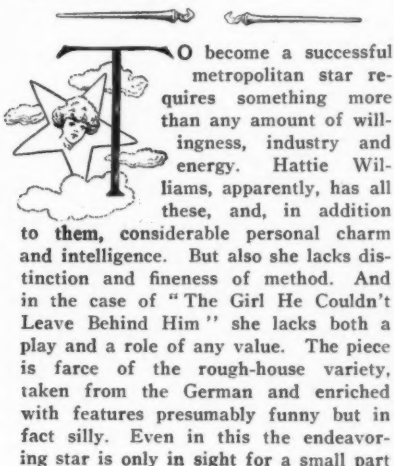 TO become a successful
metropolitan star re-
quires something more
than any amount of will-
ingness, industry and
energy. Hattie Wil-
liams, apparently, has all
these, and, in addition
to them, considerable personal charm
and intelligence. But also she lacks dis-
tinction and fineness of method. And
in the case of "The Girl He Couldn't
Leave Behind Him" she lacks both a
play and a role of any value. The piece
is farce of the rough-house variety,
taken from the German and enriched
with features presumably funny but in
fact silly. Even in this the endeavor-
ing star is only in sight for a small part